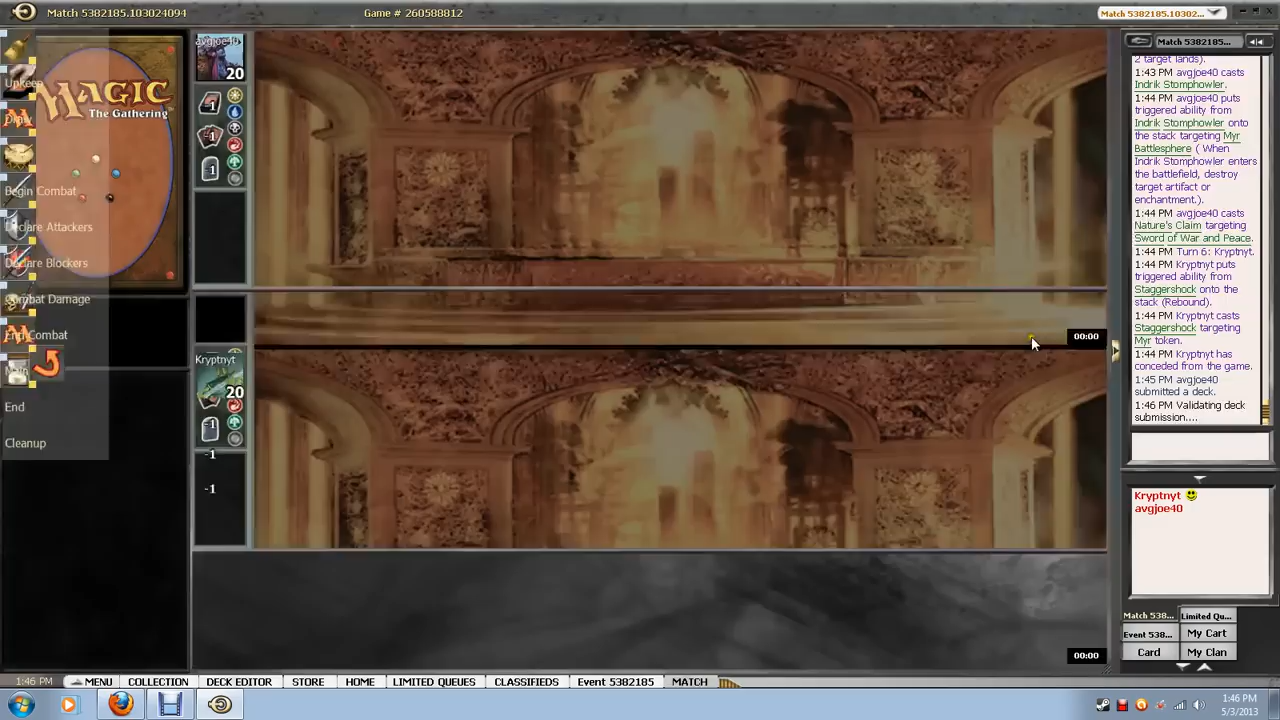 Match 5382185.103024094
Game # 260588812
Match 5382185.10302...
Match 5382185...
MAGIC
The Gathering
Upkeep
Draw
Begin Combat
Declare Attackers
Declare Blockers
Combat Damage
End Combat
Main
End
Cleanup
avgjoe40
20
1
1
1
00:00
Kryptnyt
20
1
-1
-1
00:00
2 target lands).
1:43 PM avgjoe40 casts
Indrik Stomphowler.
1:44 PM avgjoe40 puts
triggered ability from
Indrik Stomphowler onto
the stack targeting Myr
Battlesphere ( When
Indrik Stomphowler enters
the battlefield, destroy
target artifact or
enchantment.).
1:44 PM avgjoe40 casts
Nature's Claim targeting
Sword of War and Peace.
1:44 PM Turn 6: Kryptnyt.
1:44 PM Kryptnyt puts
triggered ability from
Staggershock onto the
stack (Rebound).
1:44 PM Kryptnyt casts
Staggershock targeting
Myr token.
1:44 PM Kryptnyt has
conceded from the game.
1:45 PM avgjoe40
submitted a deck.
1:46 PM Validating deck
submission....
Kryptnyt
avgjoe40
Match 538... Limited Qu...
Event 538... My Cart
Card My Clan
1:46 PM MENU COLLECTION DECK EDITOR STORE HOME LIMITED QUEUES CLASSIFIEDS Event 5382185 MATCH
1:46 PM
5/3/2013